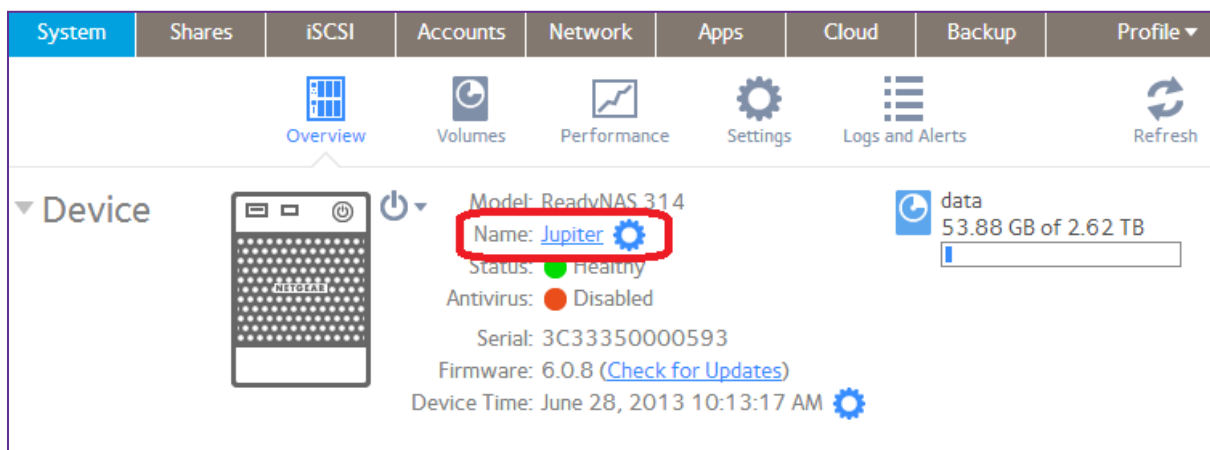 System Shares iSCSI Accounts Network Apps Cloud Backup Profile
Overview Volumes Performance Settings Logs and Alerts Refresh
Device
NETGEAR
Model: ReadyNAS 314
Name: Jupiter
Status: Healthy
Antivirus: Disabled
Serial: 3C33350000593
Firmware: 6.0.8 (Check for Updates)
Device Time: June 28, 2013 10:13:17 AM
data
53.88 GB of 2.62 TB